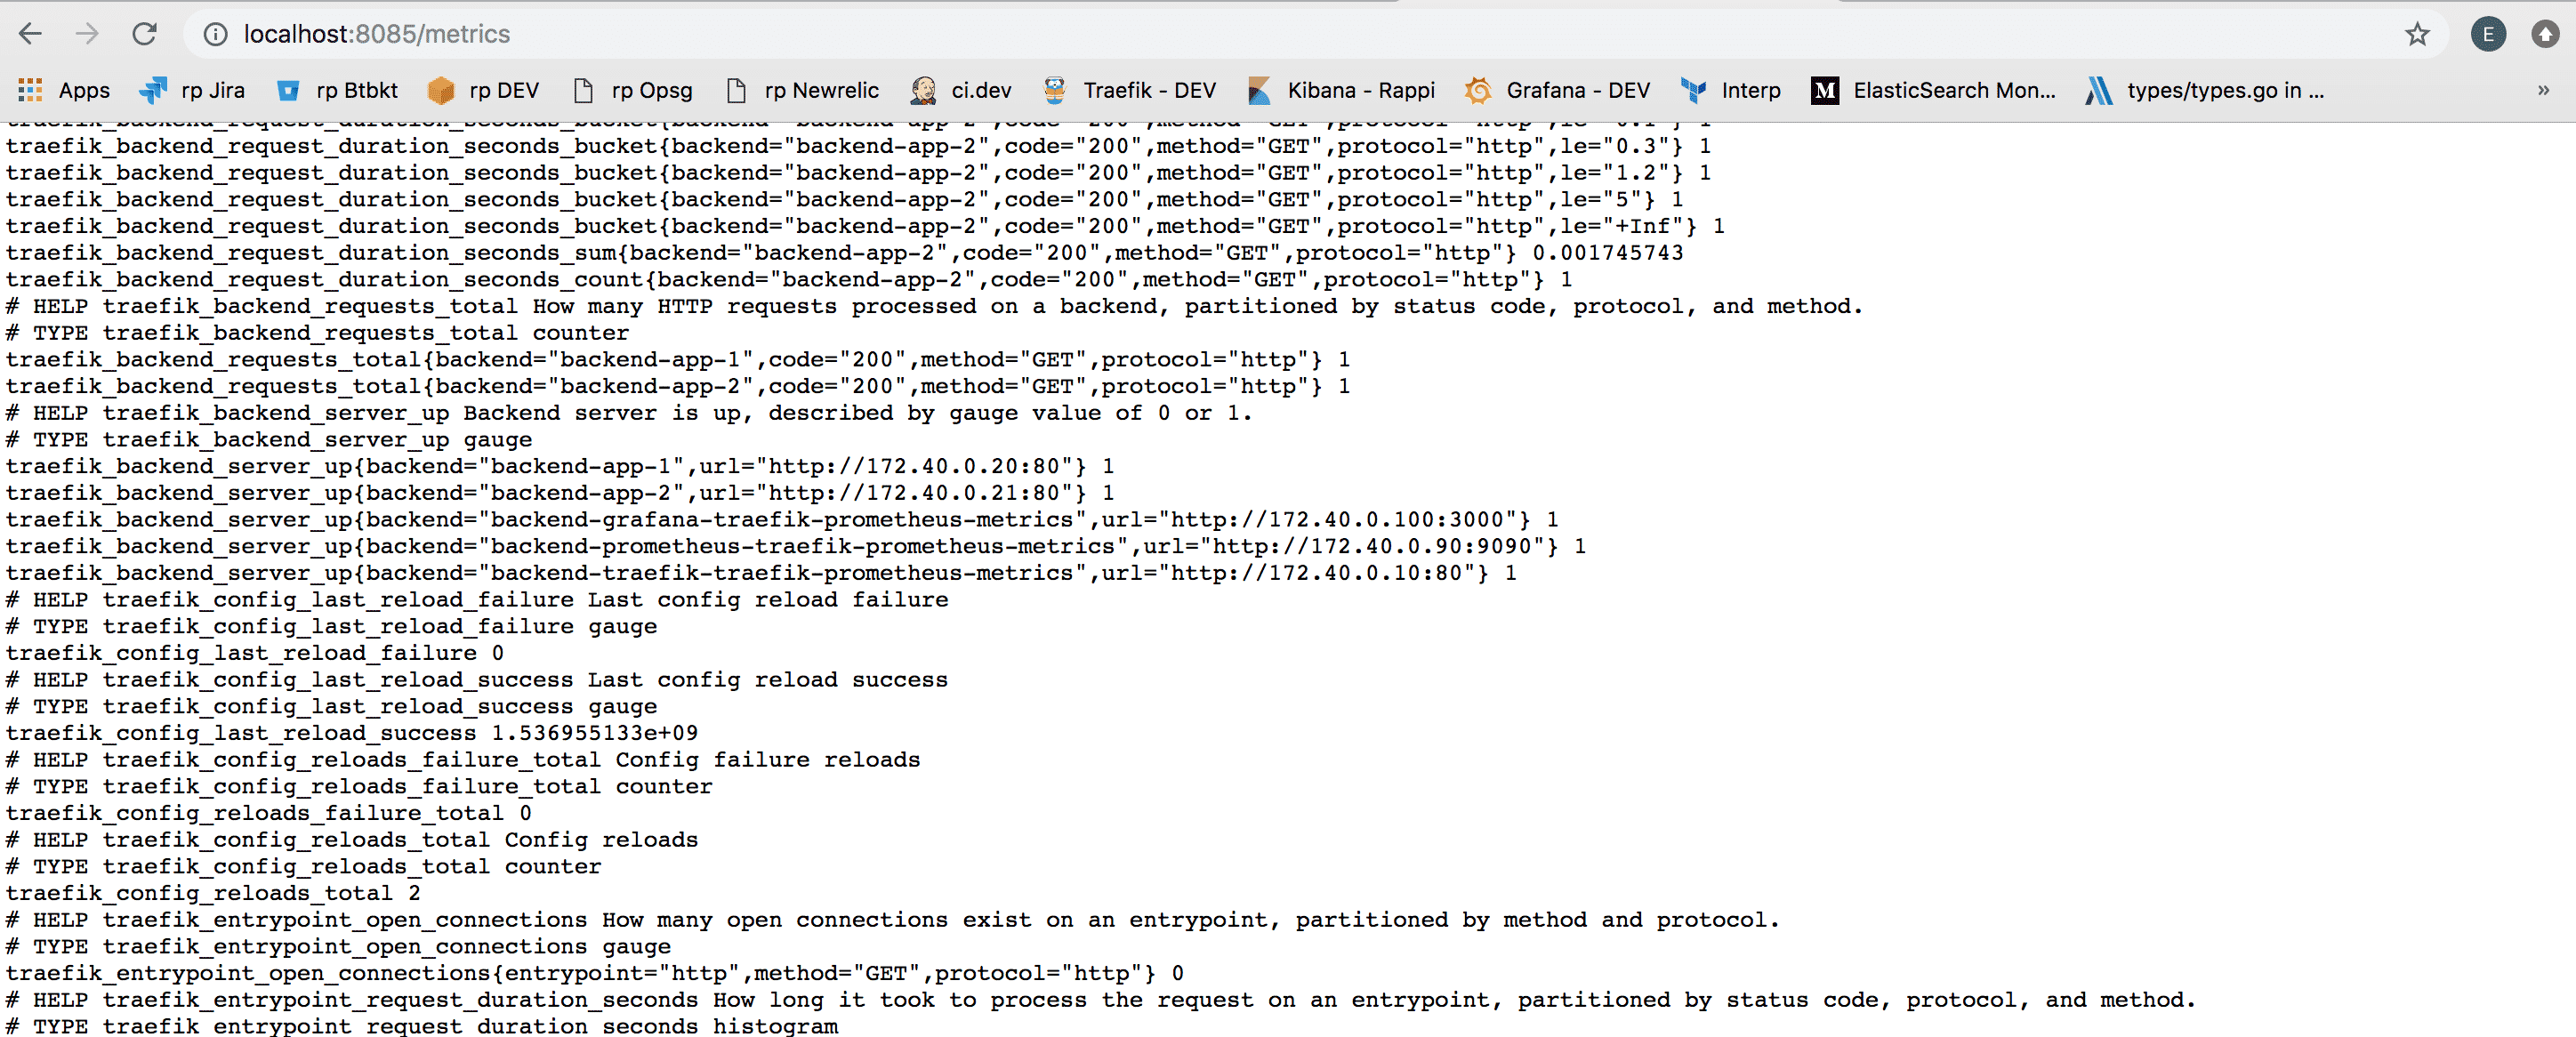 localhost:8085/metrics
E
Apps rp Jira rp Btbkt rp DEV rp Opsg rp Newrelic ci.dev Traefik - DEV Kibana - Rappi Grafana - DEV Interp M ElasticSearch Mon... types/types.go in ... »
traefik_backend_request_duration_seconds_bucket{backend="backend-app-2",code="200",method="GET",protocol="http",le="0.1"} 1
traefik_backend_request_duration_seconds_bucket{backend="backend-app-2",code="200",method="GET",protocol="http",le="0.3"} 1
traefik_backend_request_duration_seconds_bucket{backend="backend-app-2",code="200",method="GET",protocol="http",le="1.2"} 1
traefik_backend_request_duration_seconds_bucket{backend="backend-app-2",code="200",method="GET",protocol="http",le="5"} 1
traefik_backend_request_duration_seconds_bucket{backend="backend-app-2",code="200",method="GET",protocol="http",le="+Inf"} 1
traefik_backend_request_duration_seconds_sum{backend="backend-app-2",code="200",method="GET",protocol="http"} 0.001745743
traefik_backend_request_duration_seconds_count{backend="backend-app-2",code="200",method="GET",protocol="http"} 1
# HELP traefik_backend_requests_total How many HTTP requests processed on a backend, partitioned by status code, protocol, and method.
# TYPE traefik_backend_requests_total counter
traefik_backend_requests_total{backend="backend-app-1",code="200",method="GET",protocol="http"} 1
traefik_backend_requests_total{backend="backend-app-2",code="200",method="GET",protocol="http"} 1
# HELP traefik_backend_server_up Backend server is up, described by gauge value of 0 or 1.
# TYPE traefik_backend_server_up gauge
traefik_backend_server_up{backend="backend-app-1",url="http://172.40.0.20:80"} 1
traefik_backend_server_up{backend="backend-app-2",url="http://172.40.0.21:80"} 1
traefik_backend_server_up{backend="backend-grafana-traefik-prometheus-metrics",url="http://172.40.0.100:3000"} 1
traefik_backend_server_up{backend="backend-prometheus-traefik-prometheus-metrics",url="http://172.40.0.90:9090"} 1
traefik_backend_server_up{backend="backend-traefik-traefik-prometheus-metrics",url="http://172.40.0.10:80"} 1
# HELP traefik_config_last_reload_failure Last config reload failure
# TYPE traefik_config_last_reload_failure gauge
traefik_config_last_reload_failure 0
# HELP traefik_config_last_reload_success Last config reload success
# TYPE traefik_config_last_reload_success gauge
traefik_config_last_reload_success 1.536955133e+09
# HELP traefik_config_reloads_failure_total Config failure reloads
# TYPE traefik_config_reloads_failure_total counter
traefik_config_reloads_failure_total 0
# HELP traefik_config_reloads_total Config reloads
# TYPE traefik_config_reloads_total counter
traefik_config_reloads_total 2
# HELP traefik_entrypoint_open_connections How many open connections exist on an entrypoint, partitioned by method and protocol.
# TYPE traefik_entrypoint_open_connections gauge
traefik_entrypoint_open_connections{entrypoint="http",method="GET",protocol="http"} 0
# HELP traefik_entrypoint_request_duration_seconds How long it took to process the request on an entrypoint, partitioned by status code, protocol, and method.
# TYPE traefik_entrypoint_request_duration_seconds histogram